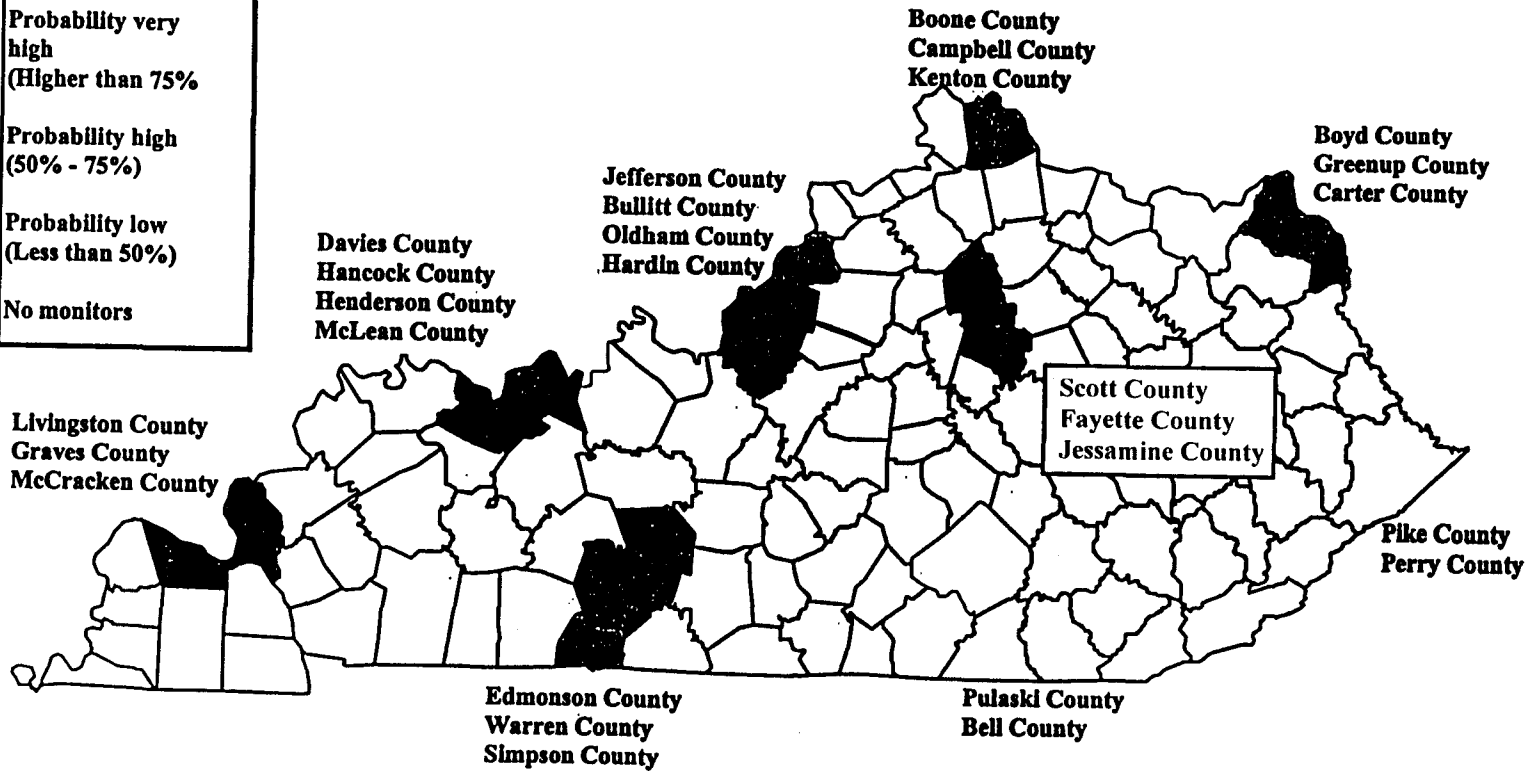 Probability very
high
(Higher than 75%
Probability high
(50% - 75%)
Probability low
(Less than 50%)
No monitors
Boone County
Campbell County
Kenton County
Boyd County
Greenup County
Carter County
Jefferson County
Bullitt County
Oldham County
Hardin County
Davies County
Hancock County
Henderson County
McLean County
Scott County
Fayette County
Jessamine County
Livingston County
Graves County
McCracken County
Pike County
Perry County
Edmonson County
Warren County
Simpson County
Pulaski County
Bell County